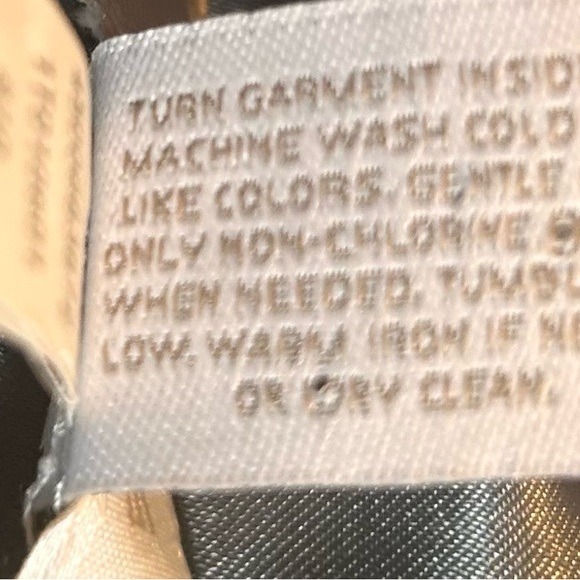 TURN GARMENT INSID
MACHINE WASH COLD
LIKE COLORS. GENTLE
ONLY NON-CHLORINE B
WHEN NEEDED. TUMBL
LOW. WARM IRON IF NE
OR DRY CLEAN.